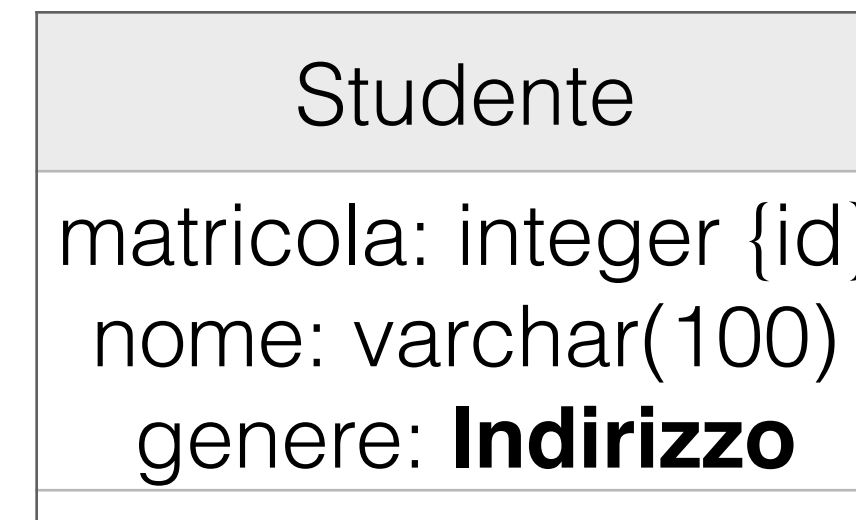 Studente
matricola: integer {id}
nome: varchar(100)
genere: Indirizzo